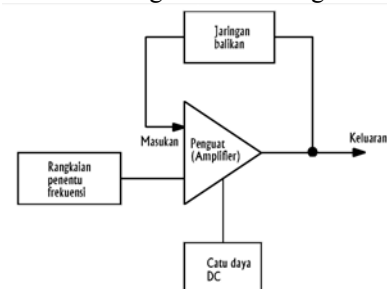 Jaringan
balikan
Masukan
Penguat
(Amplifier)
Keluaran
Rangkaian
penentu
frekuensi
Catu daya
DC